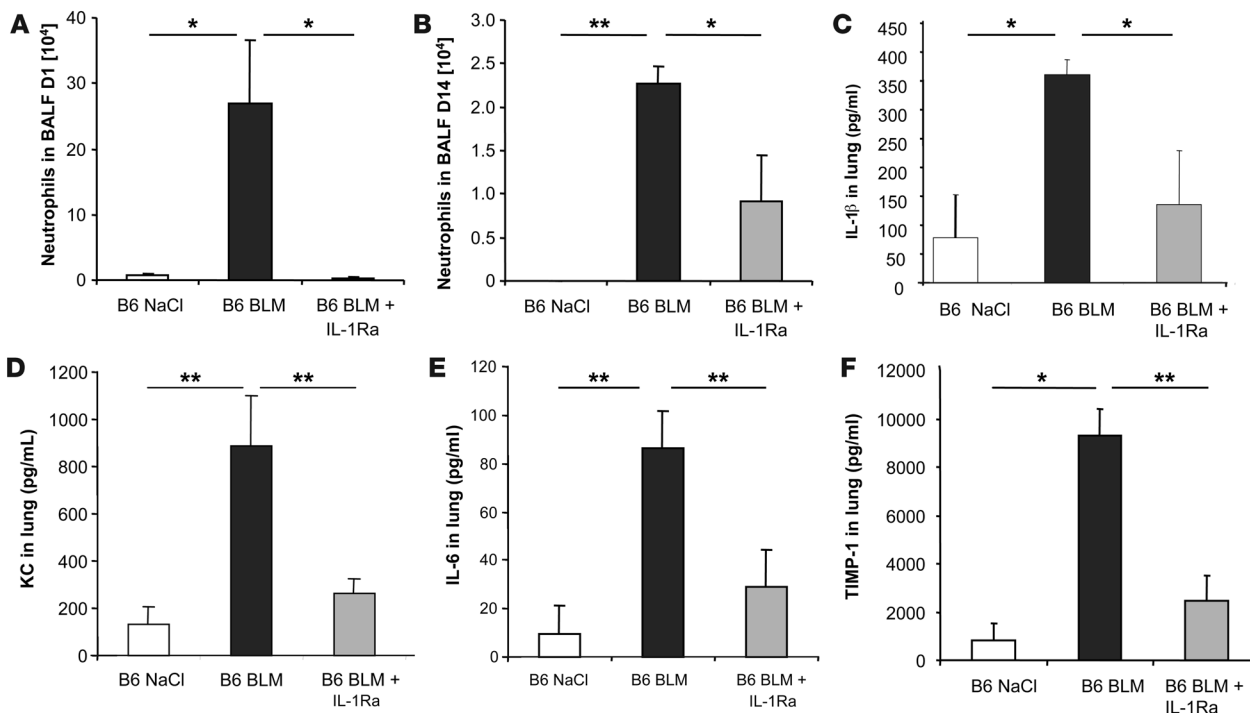 A
Neutrophils in BALF D1 [10⁴]
40
30
20
10
0
*
*
B6 NaCl
B6 BLM
B6 BLM +
IL-1Ra
B
Neutrophils in BALF D14 [10⁴]
3.0
2.5
2.0
1.5
1.0
0.5
0
**
*
B6 NaCl
B6 BLM
B6 BLM +
IL-1Ra
C
IL-1β in lung (pg/ml)
450
400
350
300
350
200
150
100
50
0
*
*
B6 NaCl
B6 BLM
B6 BLM +
IL-1Ra
D
KC in lung (pg/mL)
1200
1000
800
600
400
200
0
**
**
B6 NaCl
B6 BLM
B6 BLM +
IL-1Ra
E
IL-6 in lung (pg/ml)
120
100
80
60
40
20
0
**
**
B6 NaCl
B6 BLM
B6 BLM +
IL-1Ra
F
TIMP-1 in lung (pg/ml)
12000
10000
8000
6000
4000
2000
0
*
**
B6 NaCl
B6 BLM
B6 BLM +
IL-1Ra